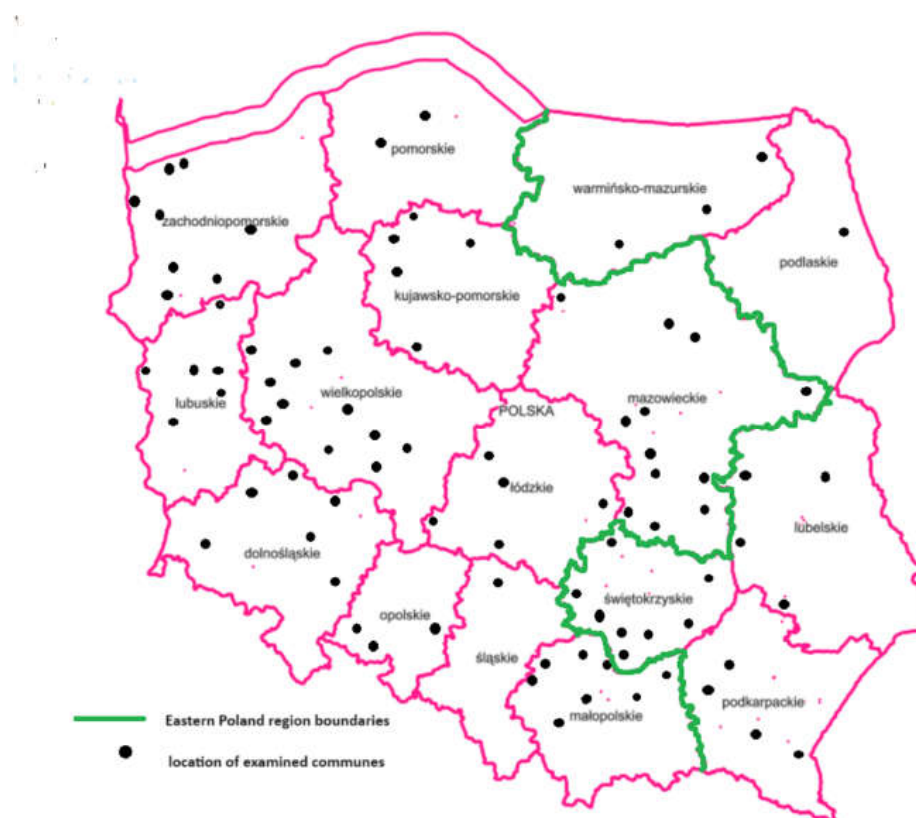 pomorskie
warmińsko-mazurskie
zachodniopomorskie
podlaskie
kujawsko-pomorskie
wielkopolskie
mazowieckie
lubuskie
POLSKA
łódzkie
lubelskie
dolnośląskie
świętokrzyskie
opolskie
śląskie
podkarpackie
małopolskie
Eastern Poland region boundaries
location of examined communes